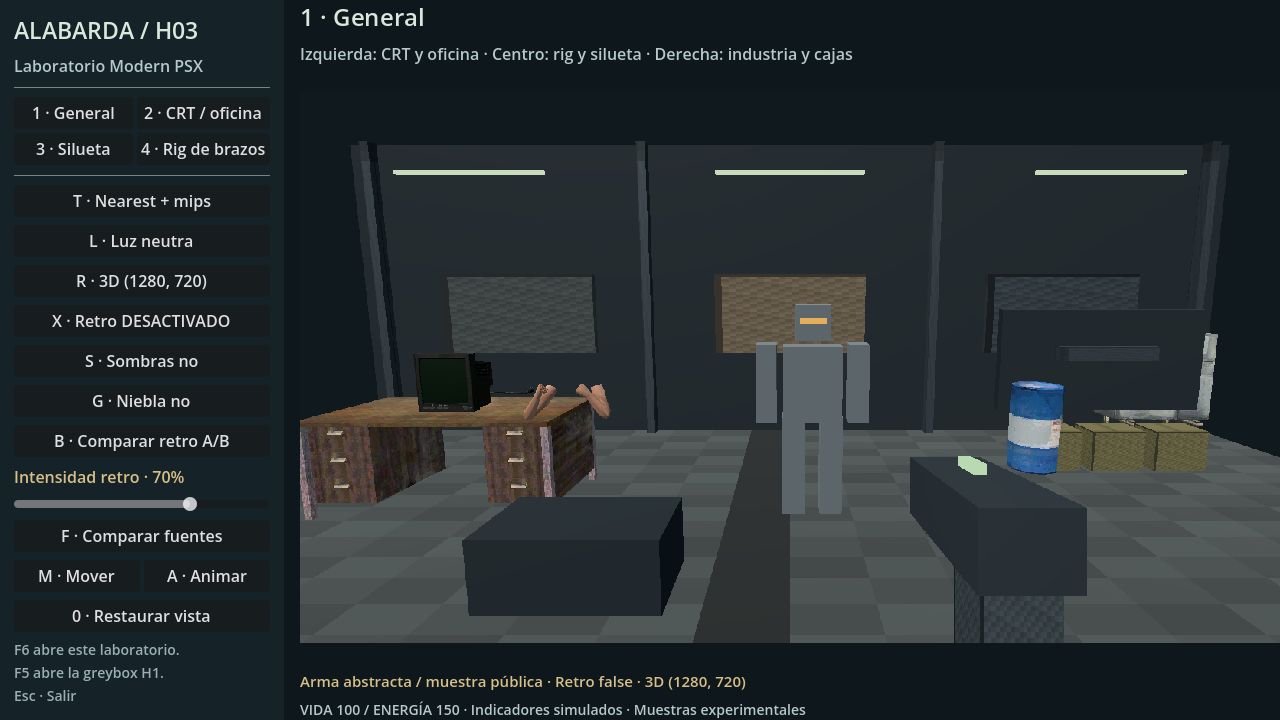 ALABARDA / H03
Laboratorio Modern PSX
1 · General
2 · CRT / oficina
3 · Silueta
4 · Rig de brazos
T · Nearest + mips
L · Luz neutra
R · 3D (1280, 720)
X · Retro DESACTIVADO
S · Sombras no
G · Niebla no
B · Comparar retro A/B
Intensidad retro · 70%
F · Comparar fuentes
M · Mover
A · Animar
0 · Restaurar vista
F6 abre este laboratorio.
F5 abre la greybox H1.
Esc · Salir
1 · General
Izquierda: CRT y oficina · Centro: rig y silueta · Derecha: industria y cajas
Arma abstracta / muestra pública · Retro false · 3D (1280, 720)
VIDA 100 / ENERGÍA 150 · Indicadores simulados · Muestras experimentales